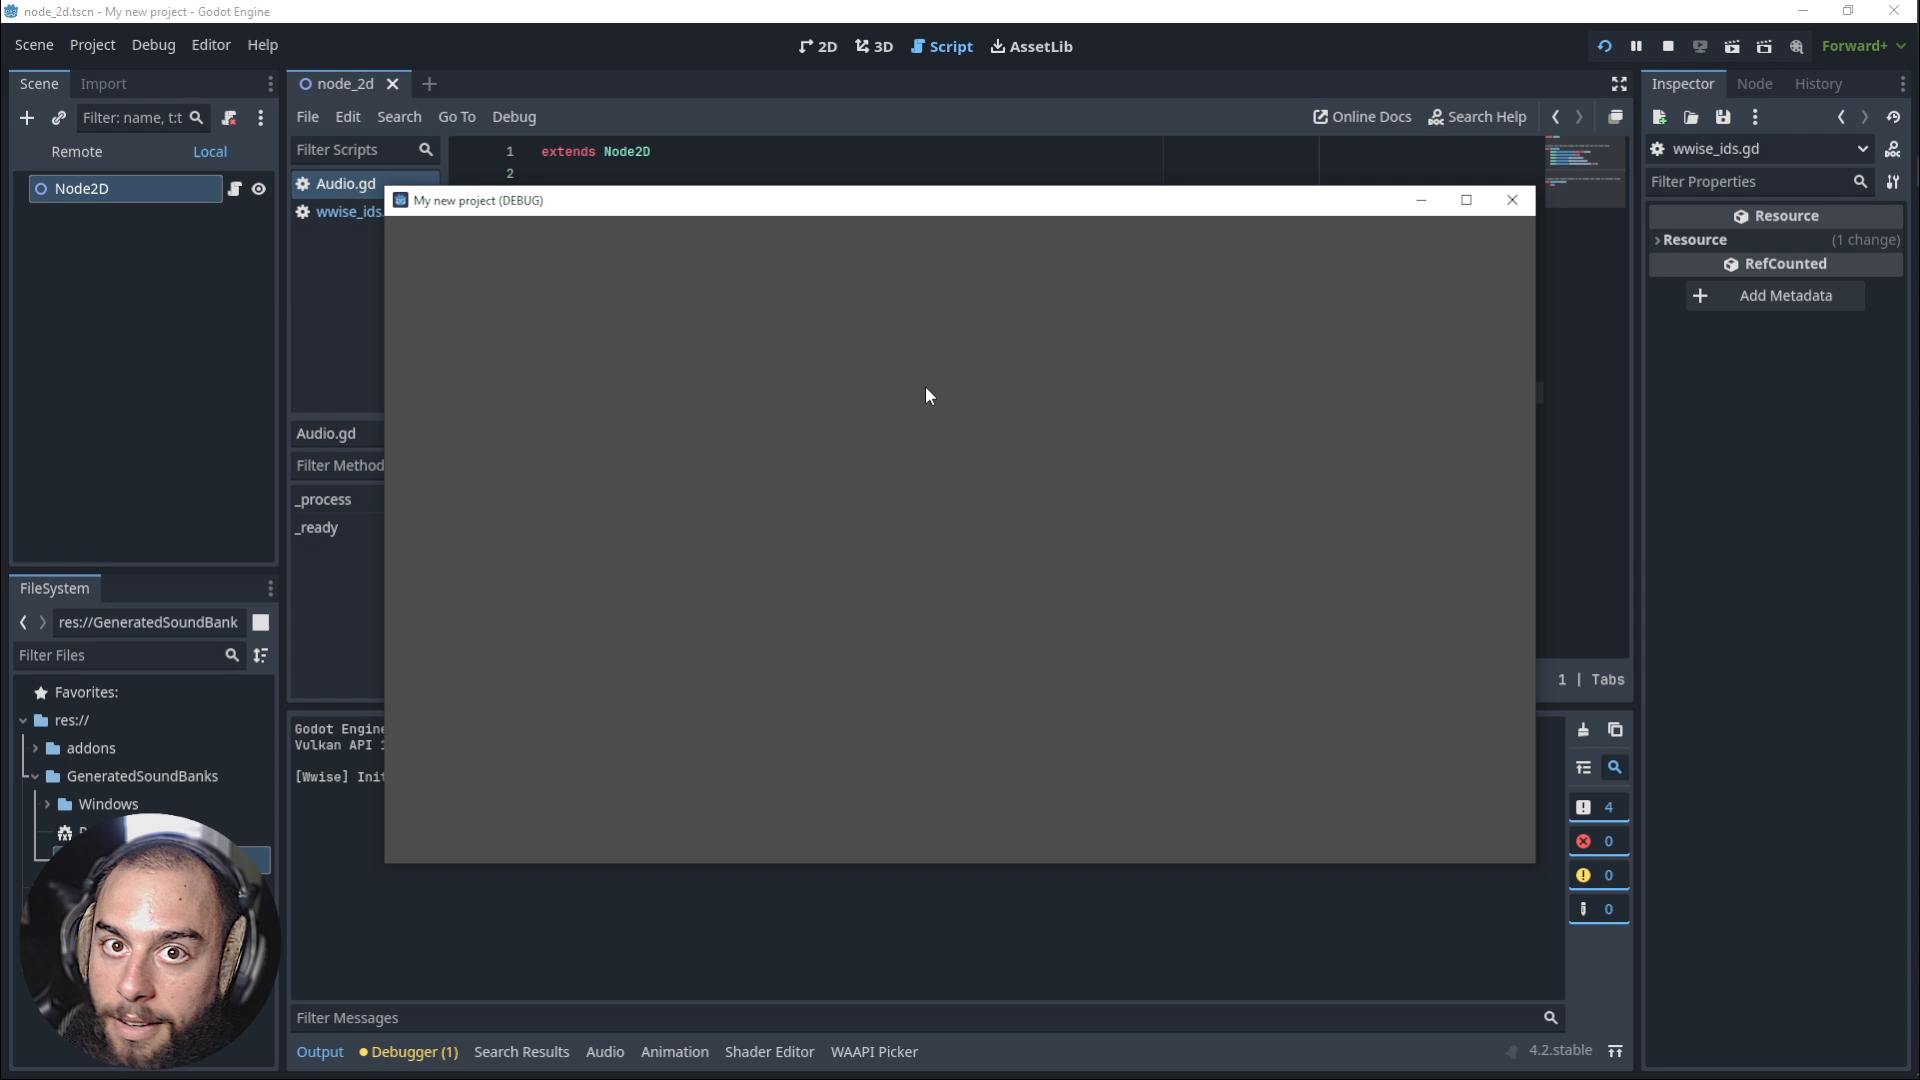 node_2d.tscn - My new project - Godot Engine
Scene Project Debug Editor Help
2D 3D Script AssetLib
Forward+
Scene Import
node_2d
Inspector Node History
Filter: name, t:t
File Edit Search Go To Debug
Online Docs Search Help
Remote Local
Filter Scripts
1 extends Node2D
2
wwise_ids.gd
Node2D
Audio.gd
Filter Properties
wwise_ids.
My new project (DEBUG)
Resource
Resource (1 change)
RefCounted
Add Metadata
Audio.gd
Filter Method
_process
_ready
FileSystem
res://GeneratedSoundBank
Filter Files
1 | Tabs
Favorites:
res://
addons
GeneratedSoundBanks
Windows
Godot Engine
Vulkan API
[Wwise] Init
4
0
0
0
Filter Messages
Output Debugger (1) Search Results Audio Animation Shader Editor WAAPI Picker
4.2.stable